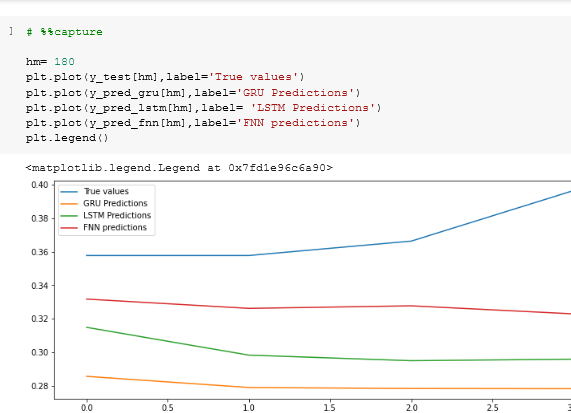 ] # %%capture
hm= 180
plt.plot(y_test[hm],label='True values')
plt.plot(y_pred_gru[hm],label='GRU Predictions')
plt.plot(y_pred_lstm[hm],label= 'LSTM Predictions')
plt.plot(y_pred_fnn[hm],label='FNN predictions')
plt.legend()
<matplotlib.legend.Legend at 0x7fd1e96c6a90>
0.40
True values
GRU Predictions
LSTM Predictions
FNN predictions
0.38
0.36
0.34
0.32
0.30
0.28
0.0 0.5 1.0 1.5 2.0 2.5 3